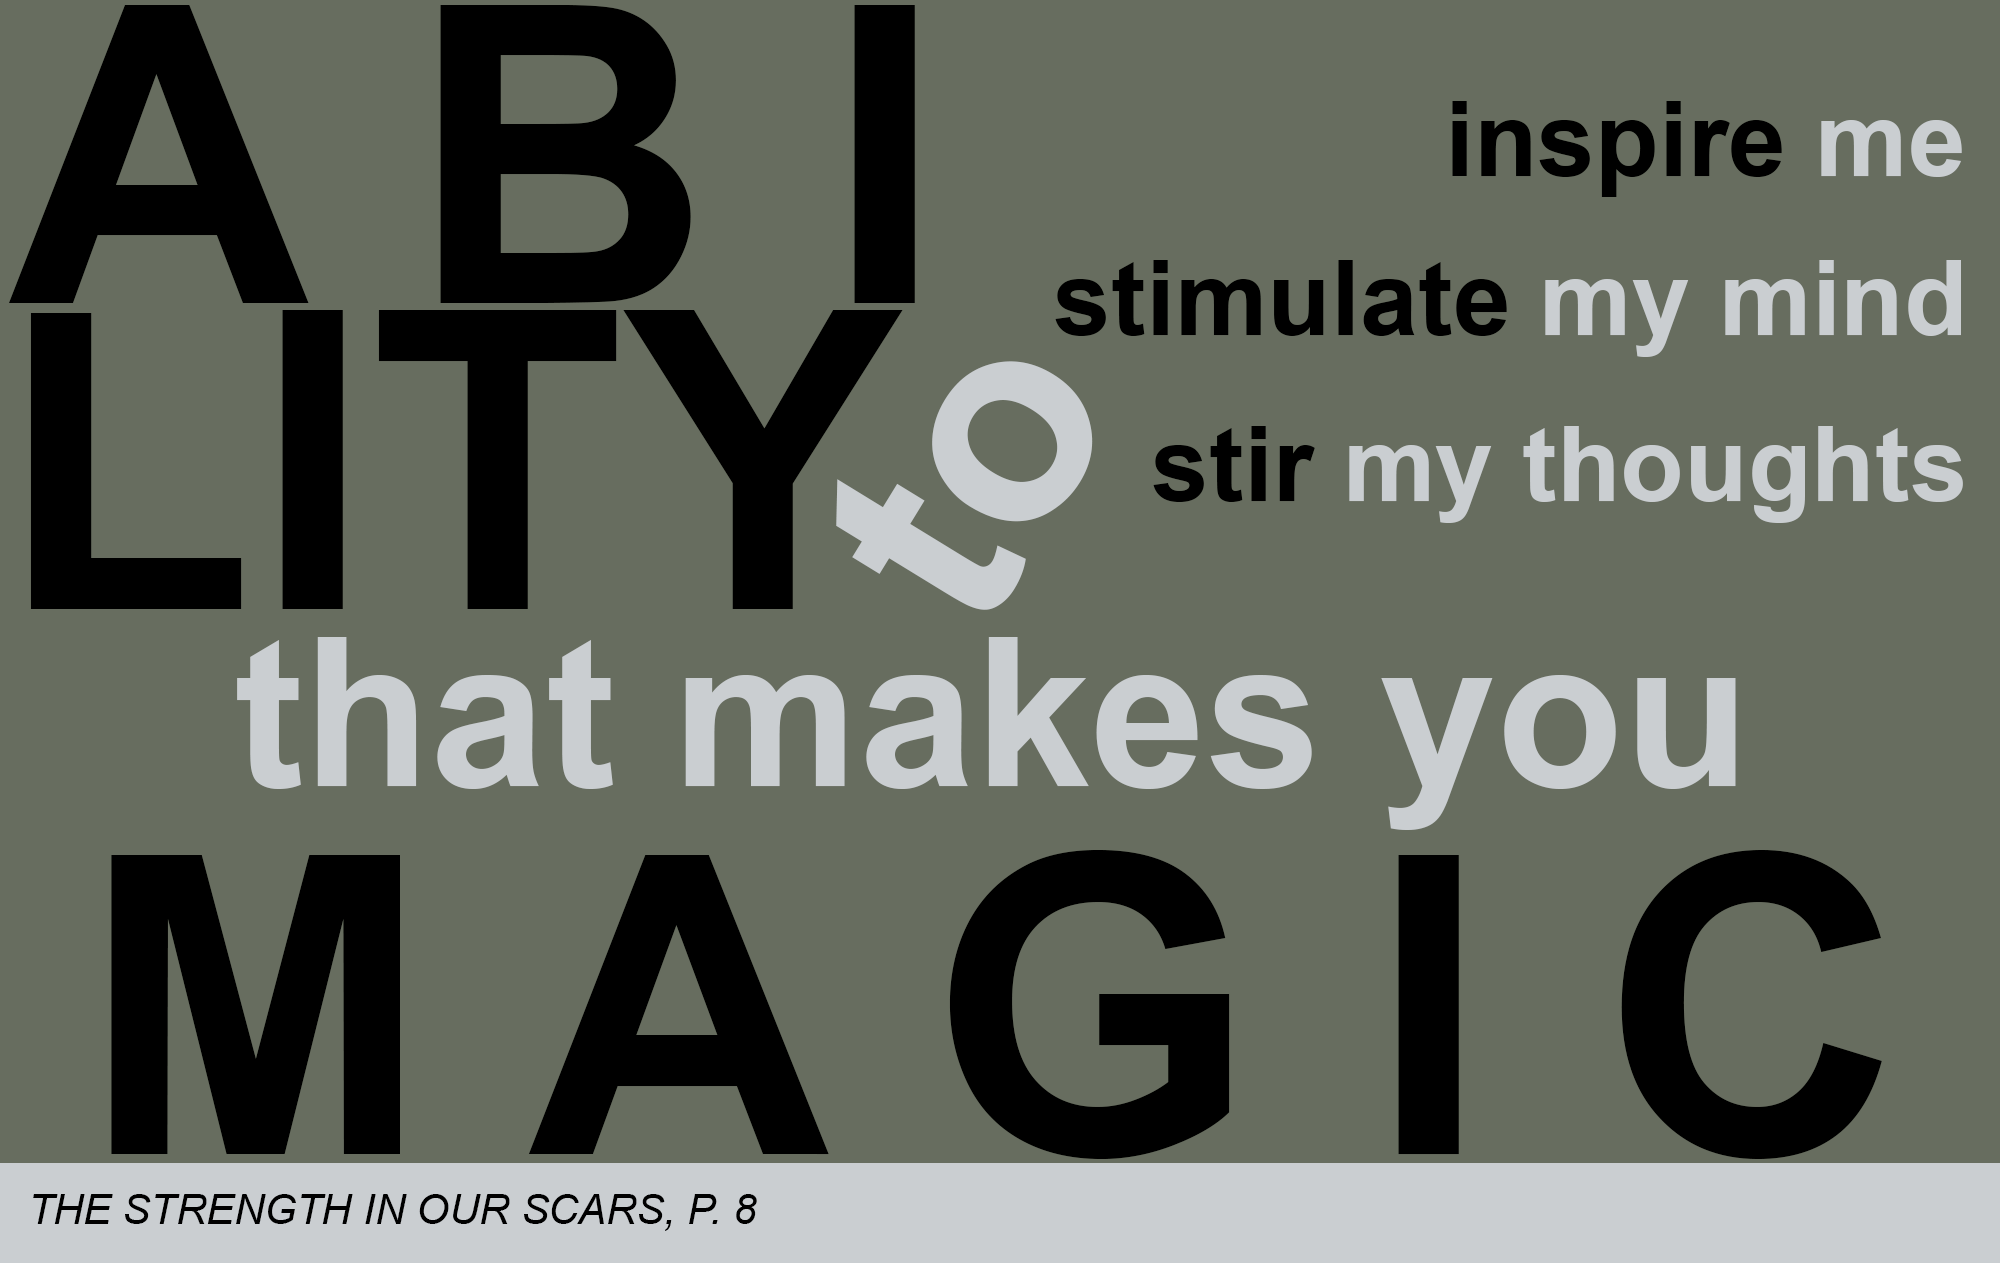 ABI
LITY
to
inspire me
stimulate my mind
stir my thoughts
that makes you
MAGIC
THE STRENGTH IN OUR SCARS, P. 8